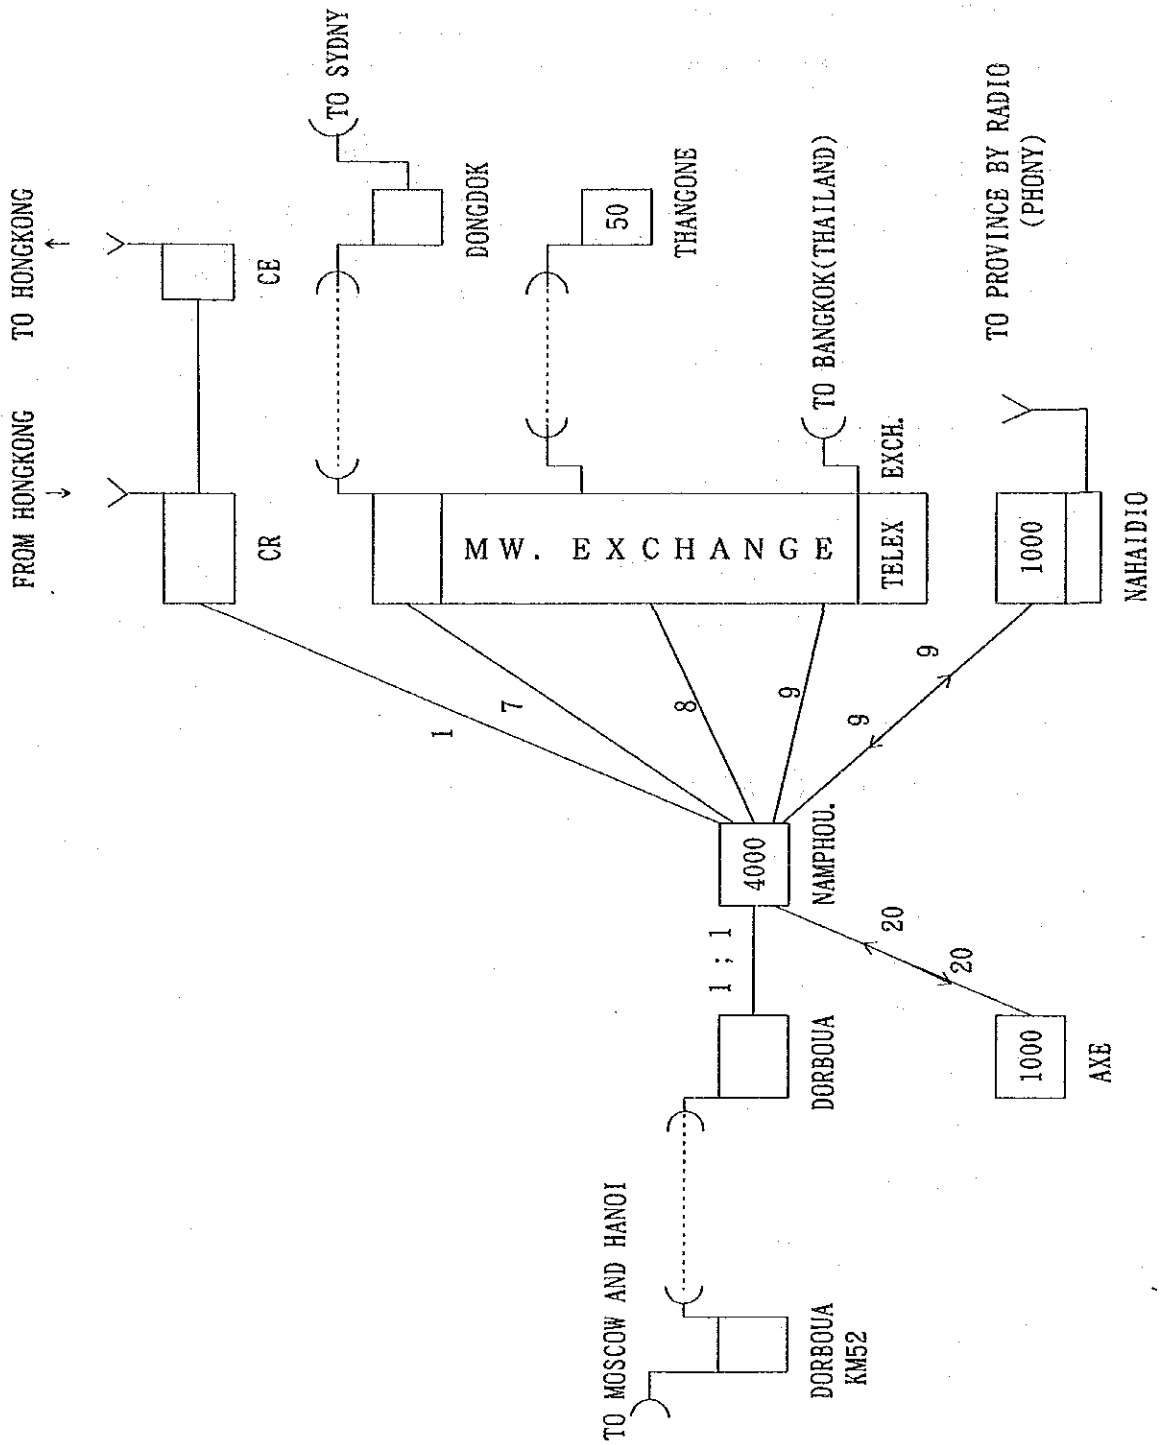 FROM HONGKONG
↓
TO HONGKONG
↑
CR
CE
TO SYDNY
DONGDOK
50
THANGONE
MW. EXCHANGE
TO BANGKOK(THAILAND)
TELEX EXCH.
TO PROVINCE BY RADIO
(PHONY)
1000
NAHAIDIO
1
7
8
9
9
9
4000
NAMPHOU.
1 ; 1
20
20
DORBOUA
1000
AXE
TO MOSCOW AND HANOI
DORBOUA
KM52